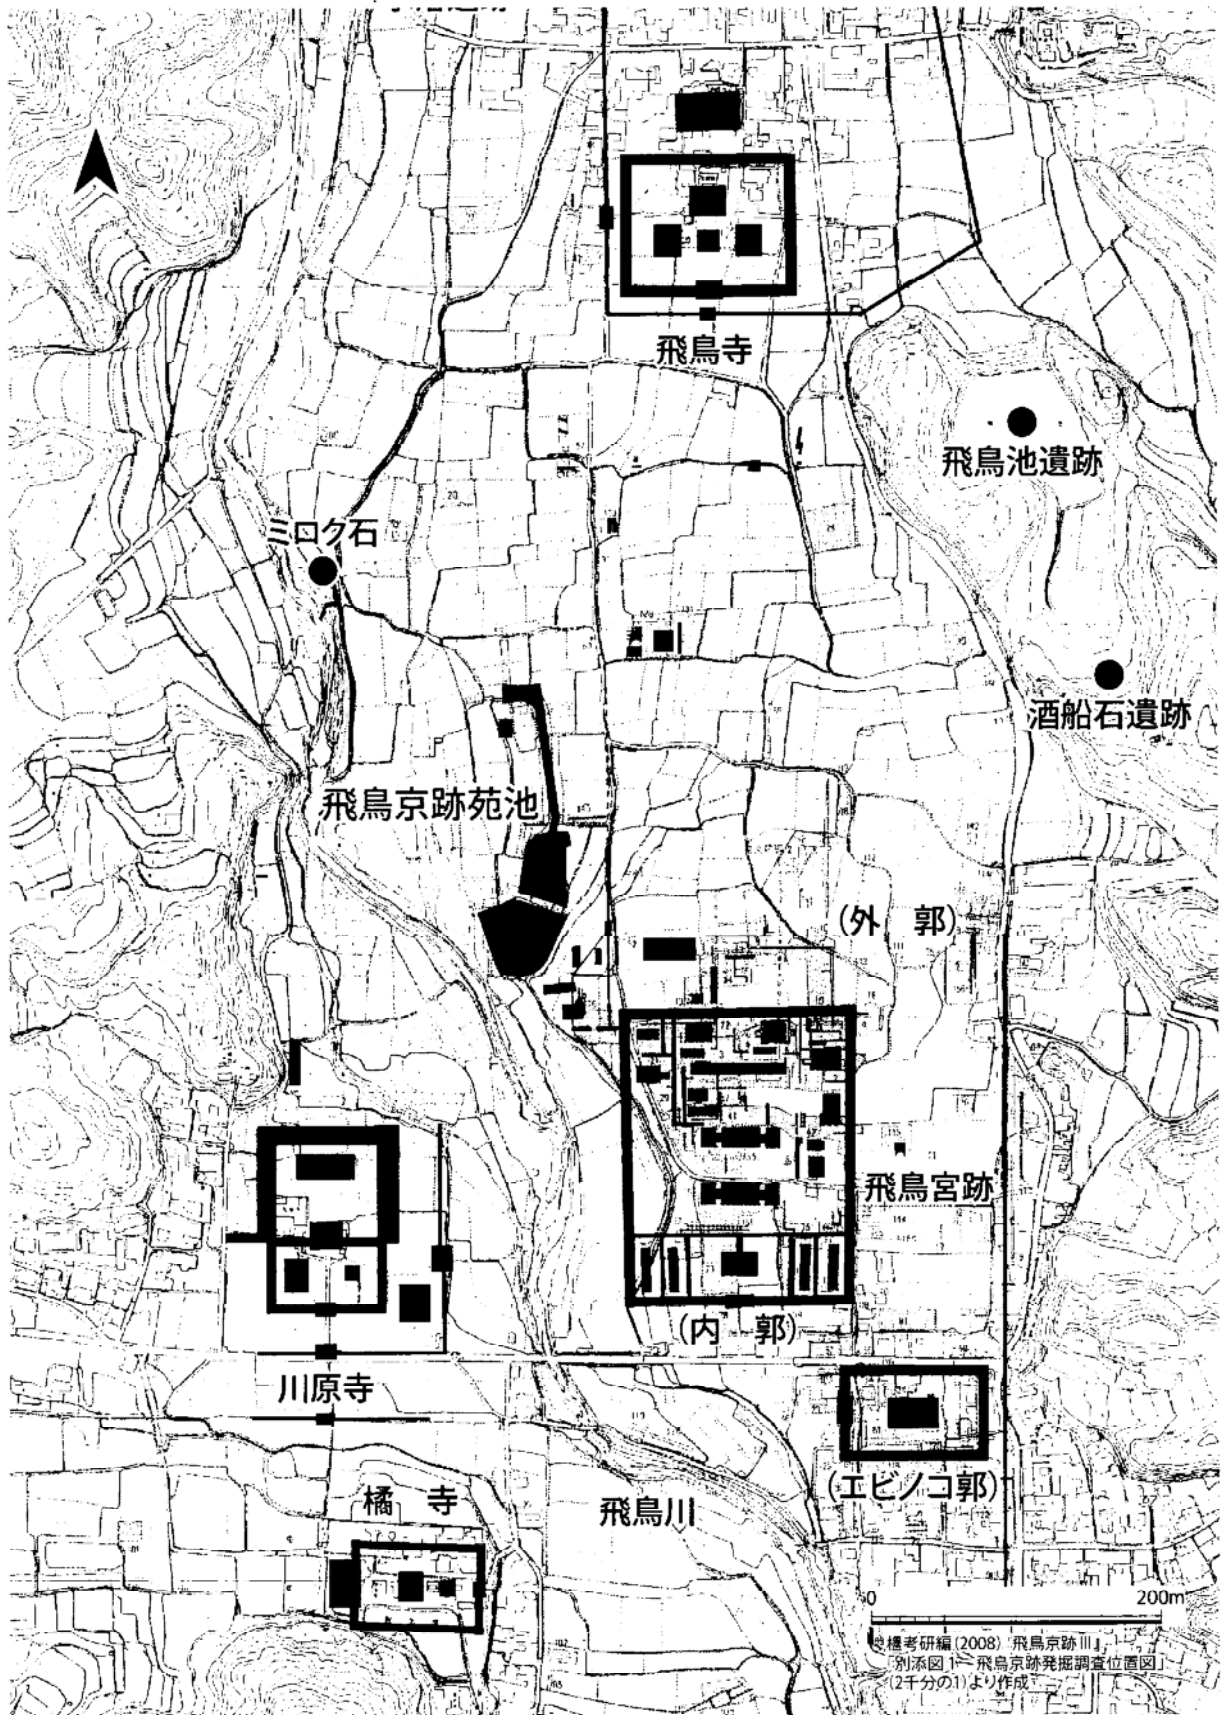 飛鳥寺
飛鳥池遺跡
ミロク石
酒船石遺跡
飛鳥京跡苑池
(外 郭)
飛鳥宮跡
(内 郭)
川原寺
(エビノコ郭)
橘 寺
飛鳥川
0 200m
橿考研編(2008)『飛鳥京跡Ⅲ』
「別添図1 飛鳥京跡発掘調査位置図」
(2千分の1)より作成